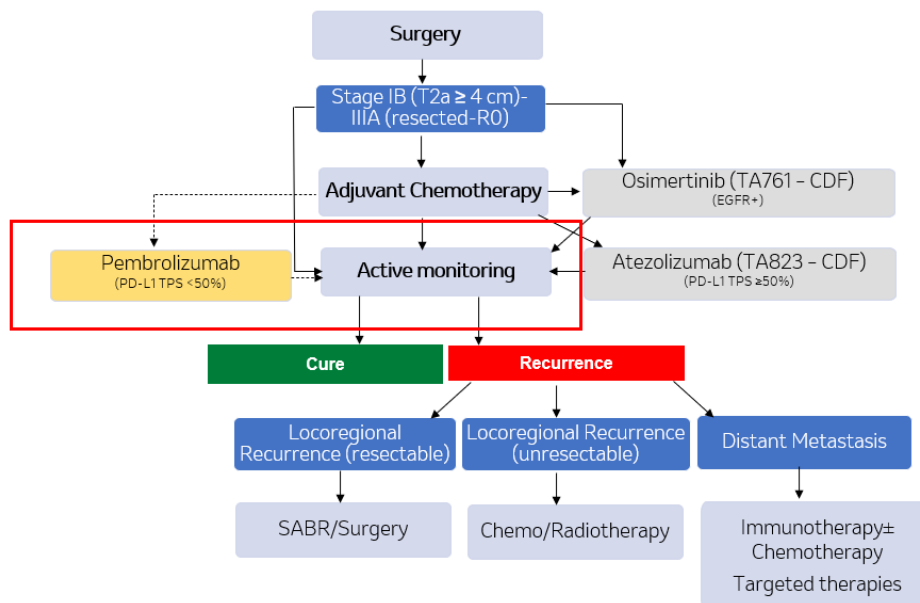 Surgery
Stage IB (T2a ≥ 4 cm)-
IIIA (resected-R0)
Adjuvant Chemotherapy
Osimertinib (TA761 – CDF)
(EGFR+)
Pembrolizumab
(PD-L1 TPS <50%)
Active monitoring
Atezolizumab (TA823 – CDF)
(PD-L1 TPS ≥50%)
Cure
Recurrence
Locoregional
Recurrence (resectable)
Locoregional Recurrence
(unresectable)
Distant Metastasis
SABR/Surgery
Chemo/Radiotherapy
Immunotherapy±
Chemotherapy
Targeted therapies